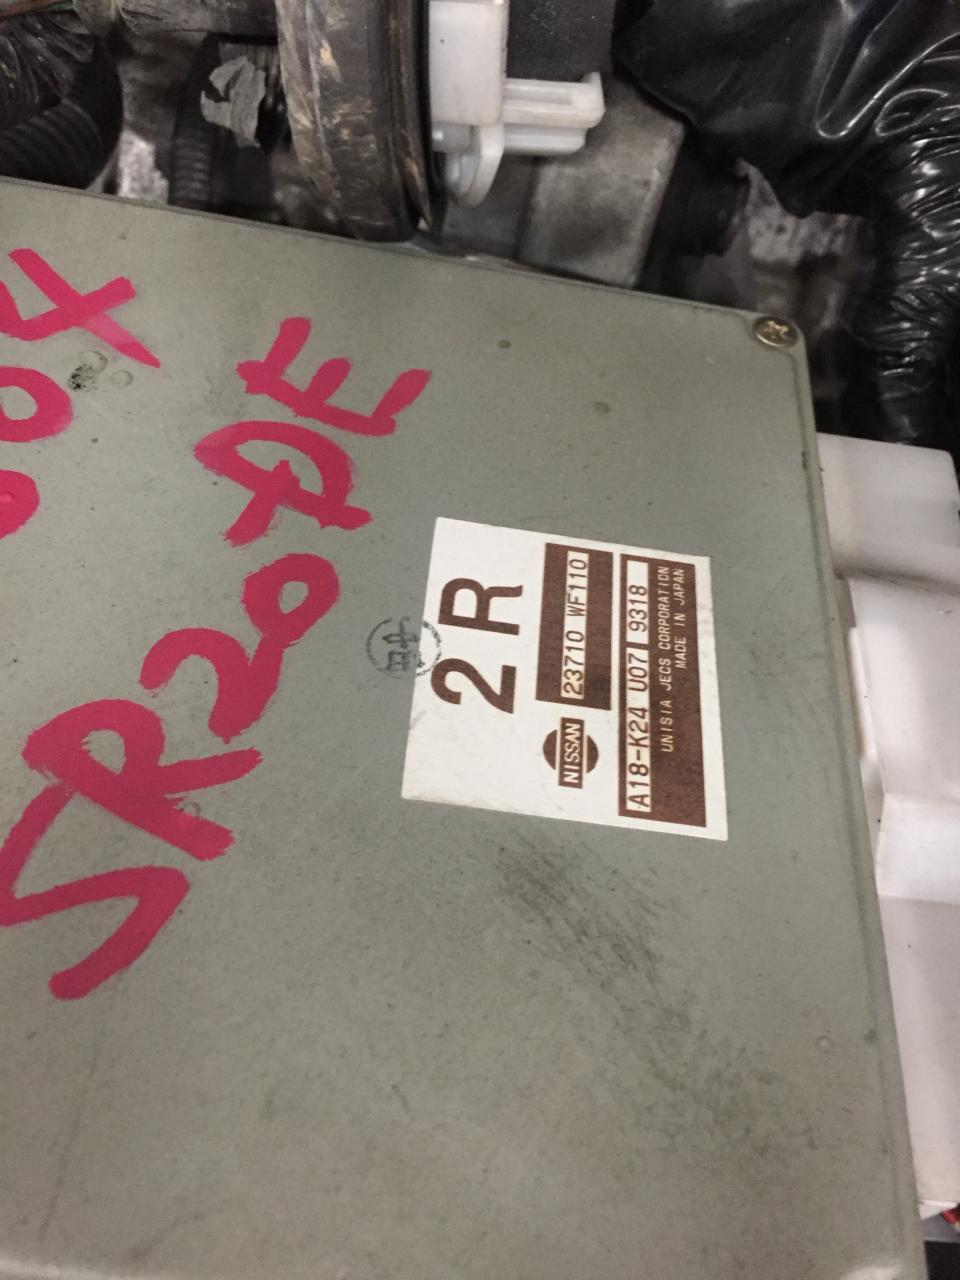 SR20DE
2R
NISSAN
23710 WF110
A18-K24 U07 9318
UNISIA JECS CORPORATION
MADE IN JAPAN